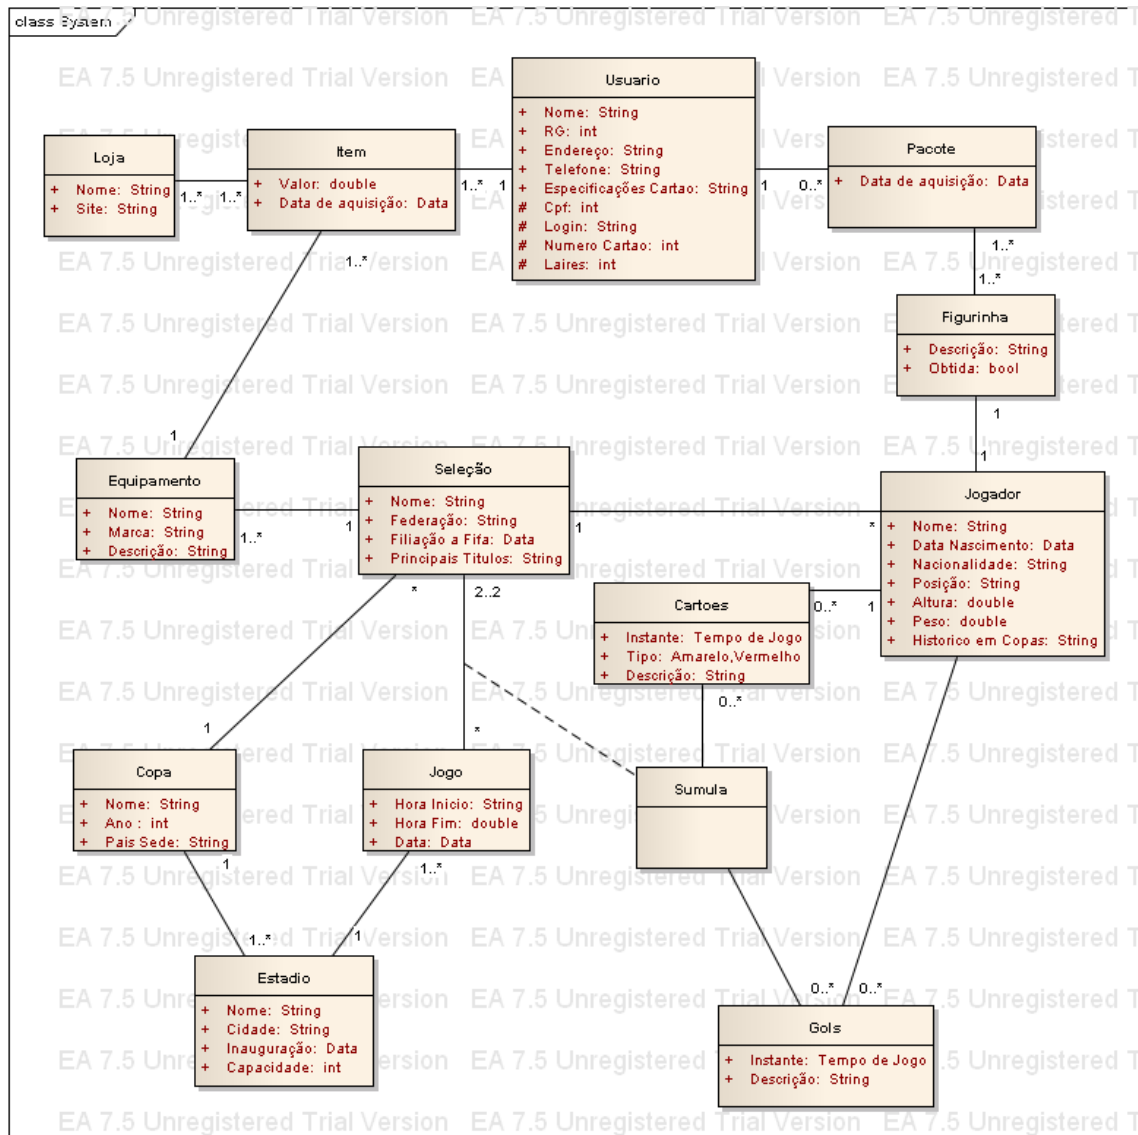 class System
EA 7.5 Unregistered Trial Version
Usuario
+ Nome: String
+ RG: int
+ Endereço: String
+ Telefone: String
+ Especificações Cartao: String
# Cpf: int
# Login: String
# Numero Cartao: int
# Laires: int
Loja
+ Nome: String
+ Site: String
1..*
1..*
Item
+ Valor: double
+ Data de aquisição: Data
1..*
1
1
0..*
Pacote
+ Data de aquisição: Data
1..*
1..*
1..*
1
Figurinha
+ Descrição: String
+ Obtida: bool
1
1
Equipamento
+ Nome: String
+ Marca: String
+ Descrição: String
1..*
1
Seleção
+ Nome: String
+ Federação: String
+ Filiação a Fifa: Data
+ Principais Titulos: String
1
*
Jogador
+ Nome: String
+ Data Nascimento: Data
+ Nacionalidade: String
+ Posição: String
+ Altura: double
+ Peso: double
+ Historico em Copas: String
*
2..2
Cartoes
+ Instante: Tempo de Jogo
+ Tipo: Amarelo,Vermelho
+ Descrição: String
0..*
1
0..*
1
*
Copa
+ Nome: String
+ Ano : int
+ Pais Sede: String
Jogo
+ Hora Inicio: String
+ Hora Fim: double
+ Data: Data
Sumula
1
1..*
1..*
1
Estadio
+ Nome: String
+ Cidade: String
+ Inauguração: Data
+ Capacidade: int
0..*
0..*
Gols
+ Instante: Tempo de Jogo
+ Descrição: String